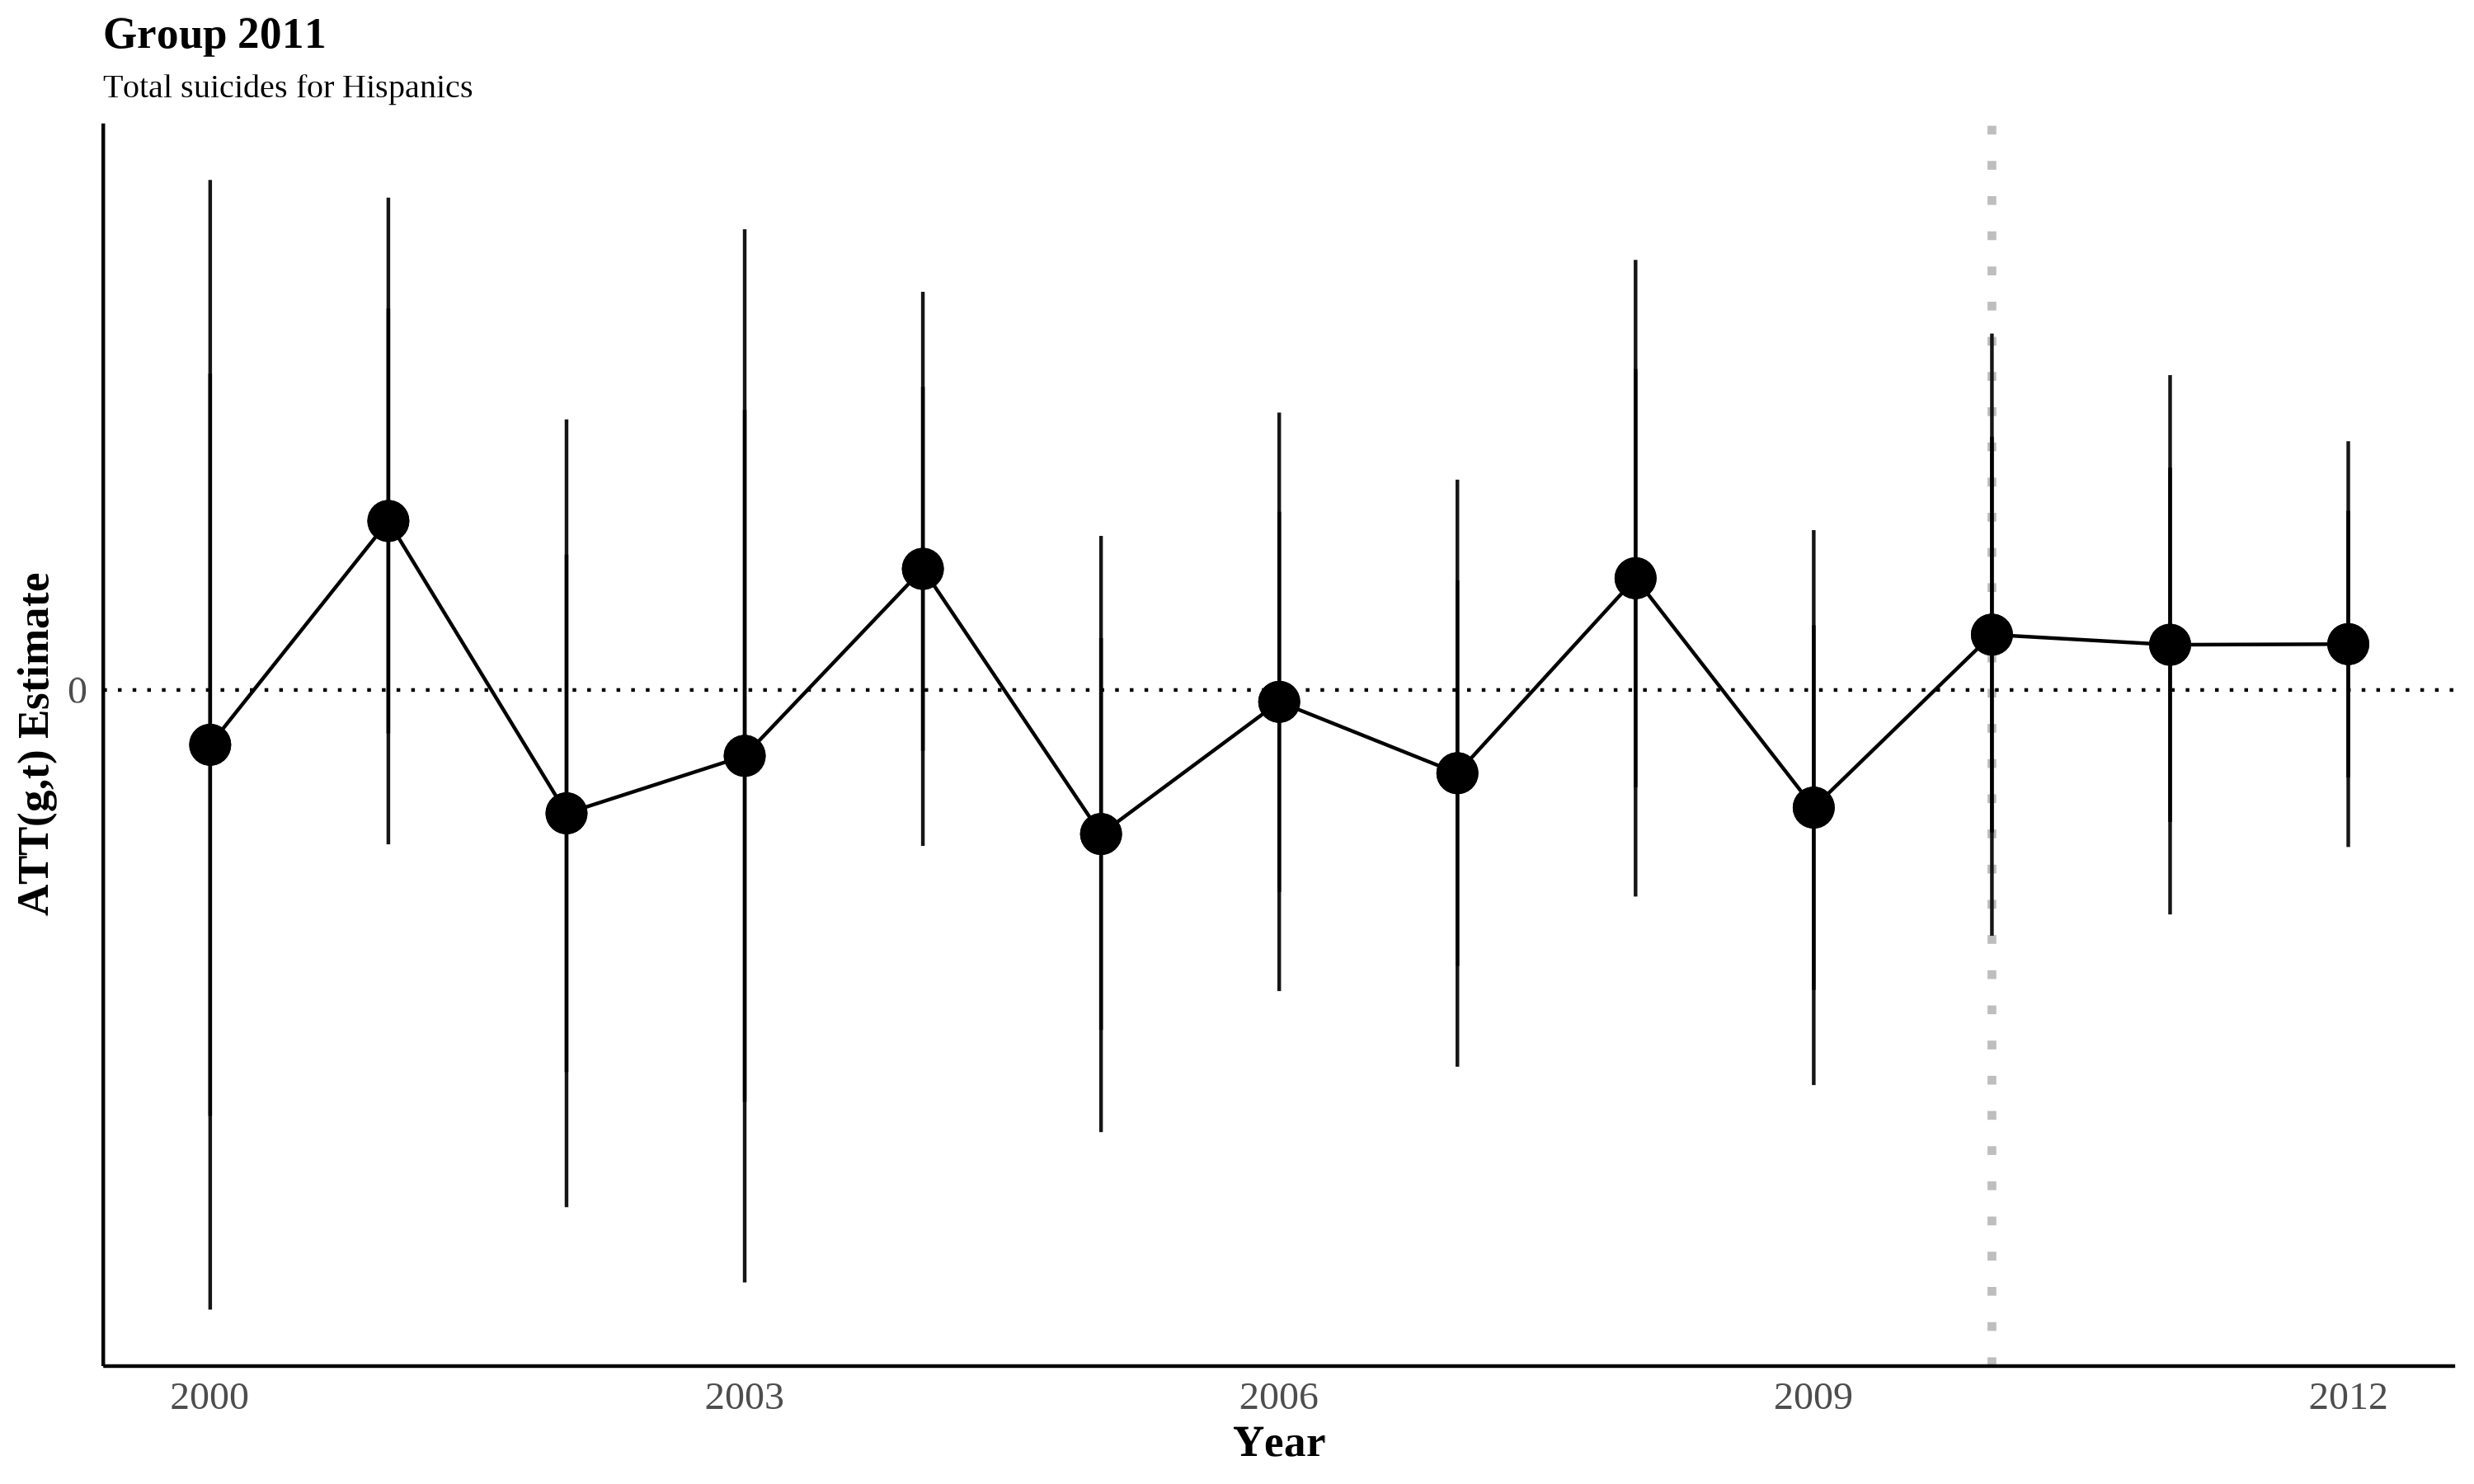 Group 2011
Total suicides for Hispanics
ATT(g,t) Estimate
0
2000 2003 2006 2009 2012
Year